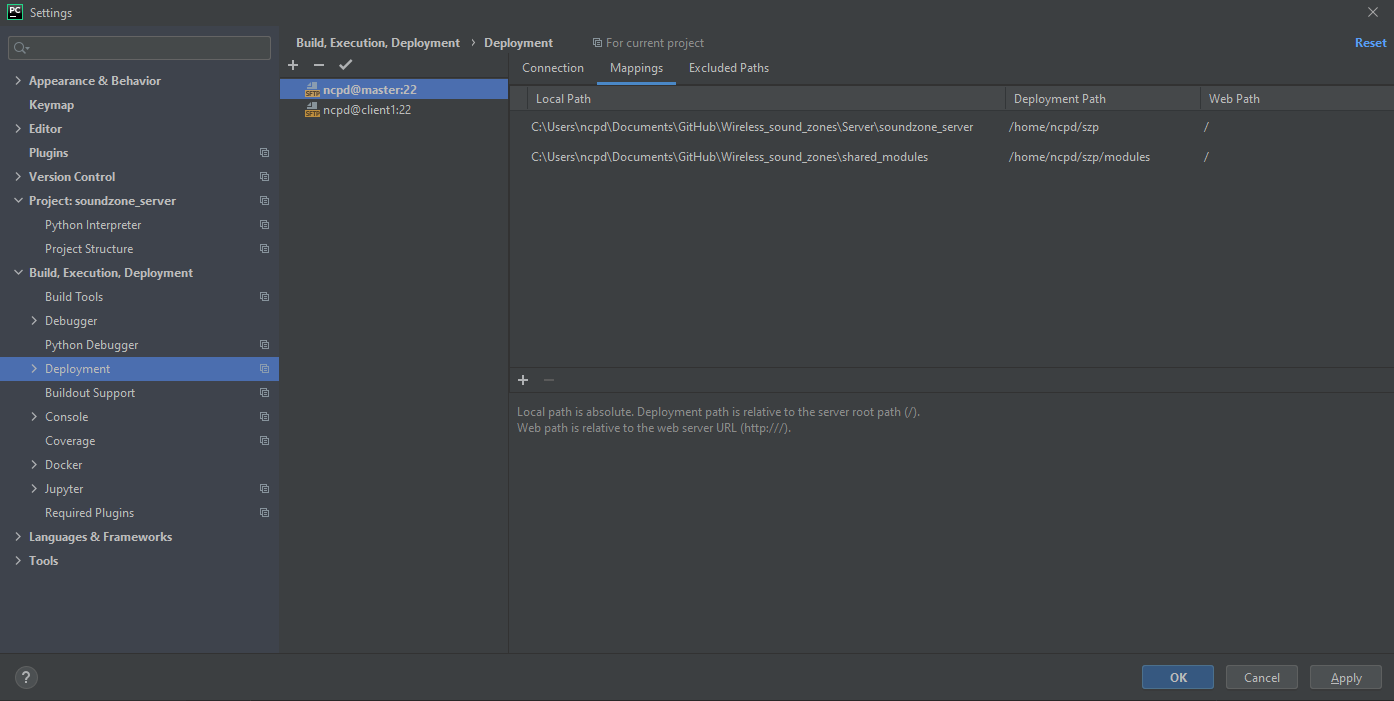 PC
Settings
Build, Execution, Deployment › Deployment
For current project
Reset
Appearance & Behavior
Keymap
Editor
Plugins
Version Control
Project: soundzone_server
Python Interpreter
Project Structure
Build, Execution, Deployment
Build Tools
Debugger
Python Debugger
Deployment
Buildout Support
Console
Coverage
Docker
Jupyter
Required Plugins
Languages & Frameworks
Tools
SFTP ncpd@master:22
SFTP ncpd@client1:22
Connection Mappings Excluded Paths
Local Path Deployment Path Web Path
C:\Users\ncpd\Documents\GitHub\Wireless_sound_zones\Server\soundzone_server /home/ncpd/szp /
C:\Users\ncpd\Documents\GitHub\Wireless_sound_zones\shared_modules /home/ncpd/szp/modules /
Local path is absolute. Deployment path is relative to the server root path (/).
Web path is relative to the web server URL (http:///).
?
OK Cancel Apply